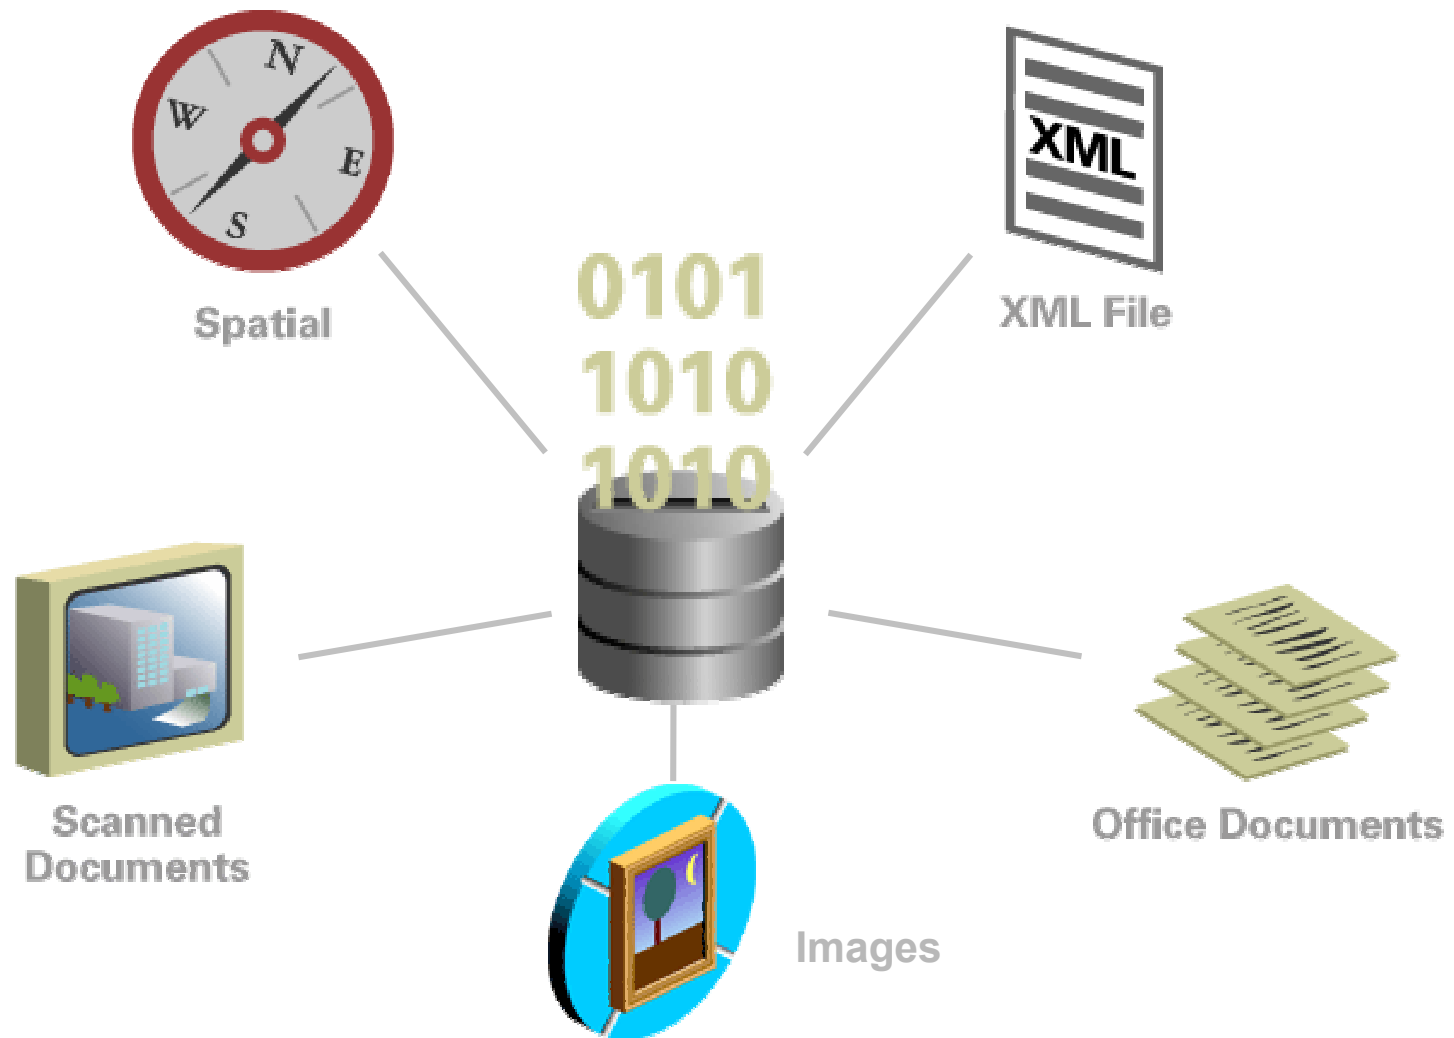 N
W
E
S
Spatial
XML
XML File
0101
1010
1010
Scanned
Documents
Office Documents
Images